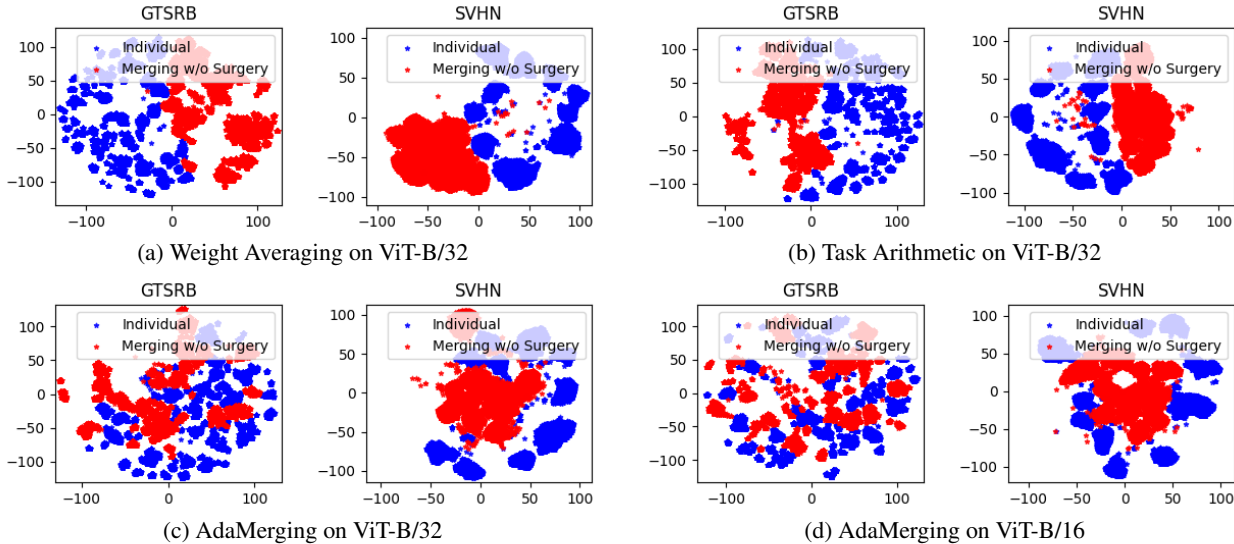 GTSRB
SVHN
GTSRB
SVHN
Individual
Merging w/o Surgery
Individual
Merging w/o Surgery
Individual
Merging w/o Surgery
Individual
Merging w/o Surgery
100
50
0
−50
−100
−100
0
100
100
50
0
−50
−100
−100
−50
0
50
100
100
50
0
−50
−100
−100
−50
0
50
100
100
50
0
−50
−100
−100
−50
0
50
100
(a) Weight Averaging on ViT-B/32
(b) Task Arithmetic on ViT-B/32
GTSRB
SVHN
GTSRB
SVHN
Individual
Merging w/o Surgery
Individual
Merging w/o Surgery
Individual
Merging w/o Surgery
Individual
Merging w/o Surgery
100
50
0
−50
−100
−100
0
100
100
50
0
−50
−100
−100
−50
0
50
100
100
50
0
−50
−100
−100
0
100
100
50
0
−50
−100
−100
−50
0
50
100
(c) AdaMerging on ViT-B/32
(d) AdaMerging on ViT-B/16